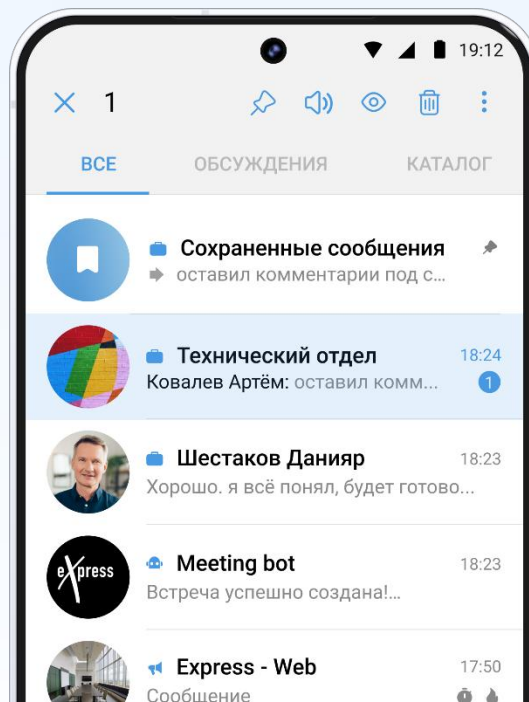 19:12
1
ВСЕ ОБСУЖДЕНИЯ КАТАЛОГ
Сохраненные сообщения
оставил комментарии под с...
Технический отдел 18:24
Ковалев Артём: оставил комм... 1
Шестаков Данияр 18:23
Хорошо. я всё понял, будет готово...
eXpress
Meeting bot 18:23
Встреча успешно создана!...
Express - Web 17:50
Сообщение